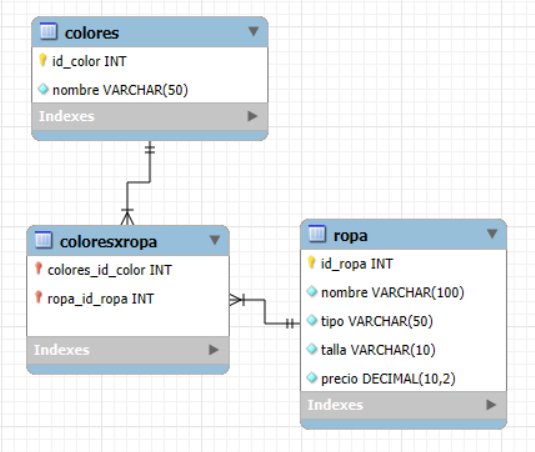 colores
id_color INT
nombre VARCHAR(50)
Indexes
coloresxropa
colores_id_color INT
ropa_id_ropa INT
Indexes
ropa
id_ropa INT
nombre VARCHAR(100)
tipo VARCHAR(50)
talla VARCHAR(10)
precio DECIMAL(10,2)
Indexes